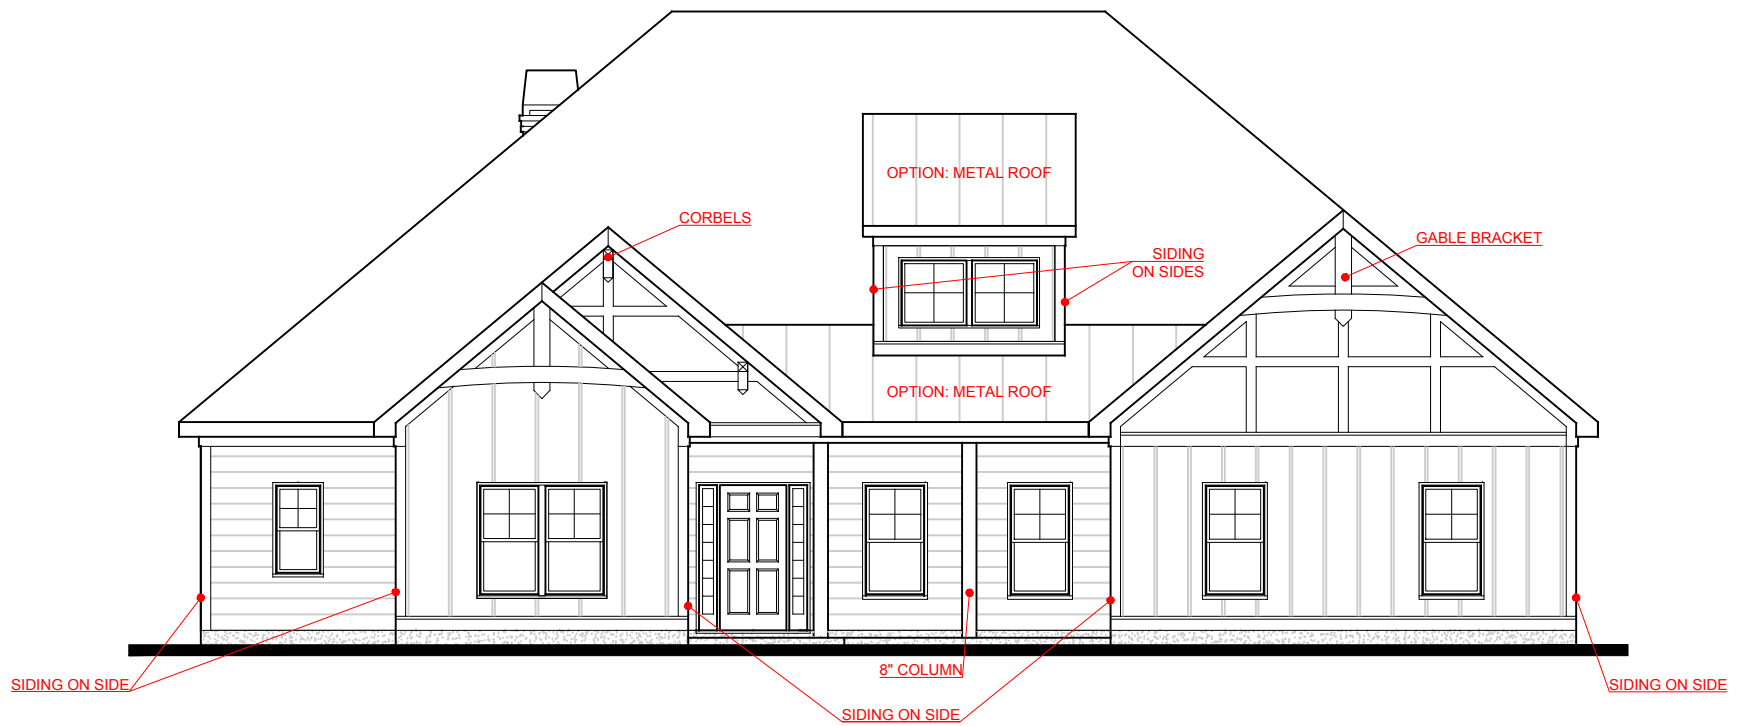 OPTION: METAL ROOF
CORBELS
GABLE BRACKET
SIDING
ON SIDES
OPTION: METAL ROOF
8" COLUMN
SIDING ON SIDE
SIDING ON SIDE
SIDING ON SIDE